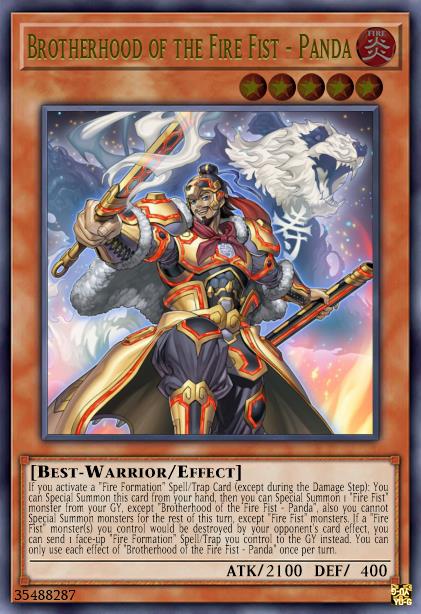 BROTHERHOOD OF THE FIRE FIST - PANDA
FIRE
炎
寿
[BEST-WARRIOR/EFFECT]
If you activate a "Fire Formation" Spell/Trap Card (except during the Damage Step): You
can Special Summon this card from your hand, then you can Special Summon 1 "Fire Fist"
monster from your GY, except "Brotherhood of the Fire Fist - Panda", also you cannot
Special Summon monsters for the rest of this turn, except "Fire Fist" monsters. If a "Fire
Fist" monster(s) you control would be destroyed by your opponent's card effect, you
can send 1 face-up "Fire Formation" Spell/Trap you control to the GY instead. You can
only use each effect of "Brotherhood of the Fire Fist - Panda" once per turn.
ATK/2100 DEF/ 400
35488287